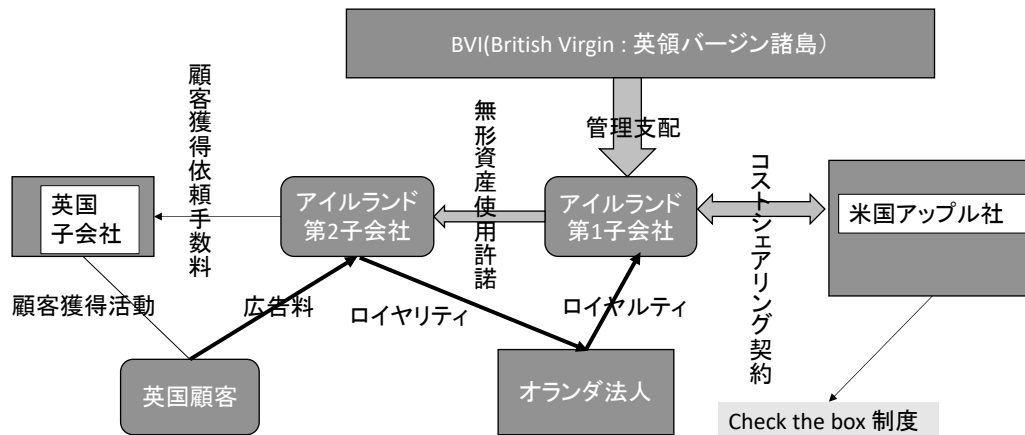 BVI(British Virgin : 英領バージン諸島）
管理支配
顧客獲得依頼手数料
無形資産使用許諾
コストシェアリング契約
英国
子会社
アイルランド
第2子会社
アイルランド
第1子会社
米国アップル社
顧客獲得活動
広告料
ロイヤリティ
ロイヤルティ
英国顧客
オランダ法人
Check the box 制度